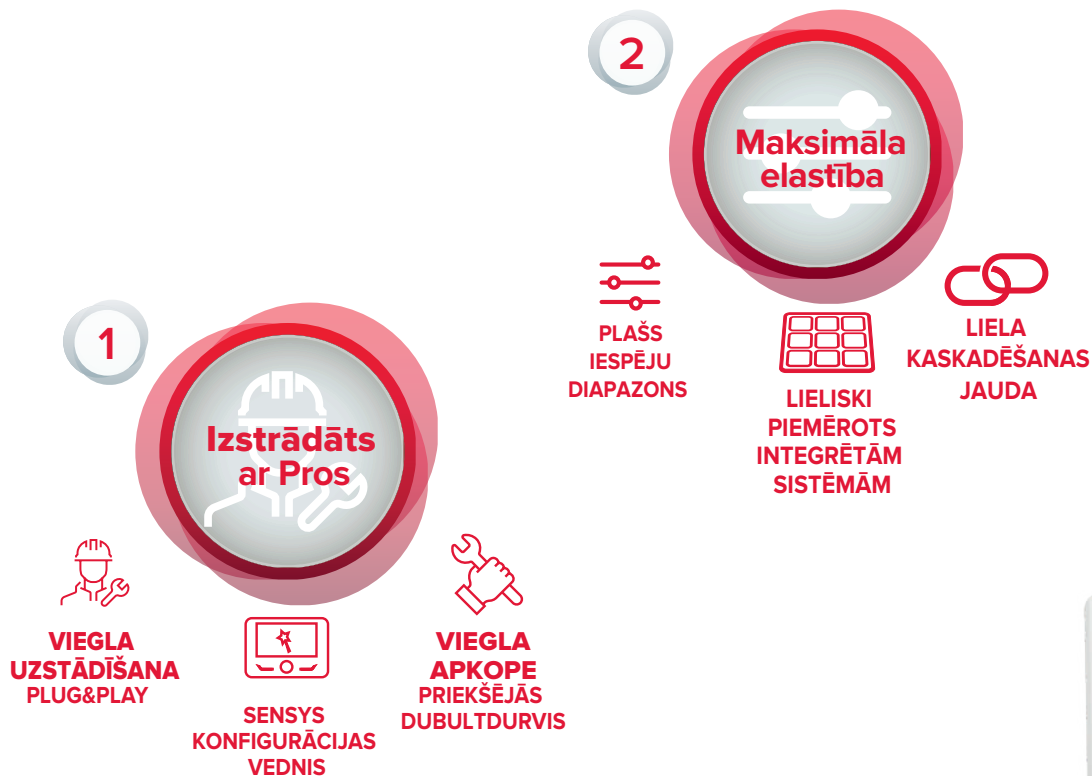 1
Izstrādāts
ar Pros
VIEGLA
UZSTĀDĪŠANA
PLUG&PLAY
SENSYS
KONFIGURĀCIJAS
VEDNIS
VIEGLA
APKOPE
PRIEKŠĒJĀS
DUBULTDURVIS
2
Maksimāla
elastība
PLAŠS
IESPĒJU
DIAPAZONS
LIELISKI
PIEMĒROTS
INTEGRĒTĀM
SISTĒMĀM
LIELA
KASKADĒŠANAS
JAUDA